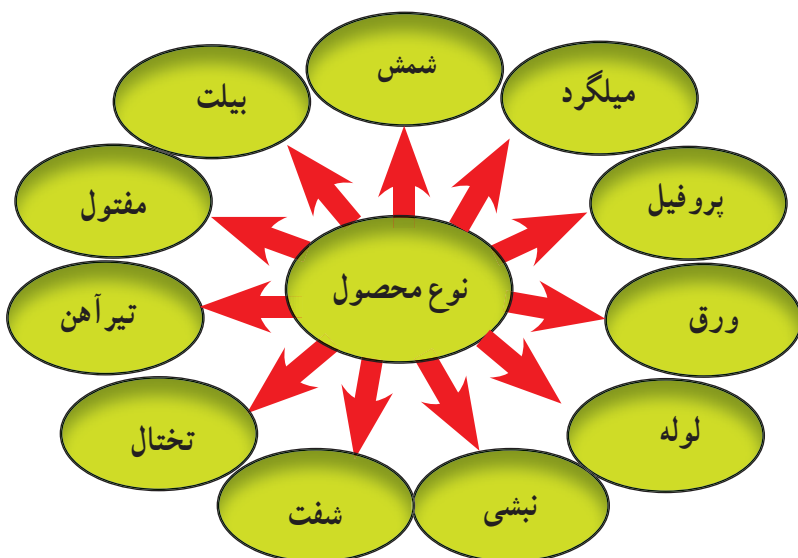 شمش
میلگرد
بیلت
پروفیل
مفتول
نوع محصول
ورق
تیرآهن
لوله
تختال
نبشی
شفت